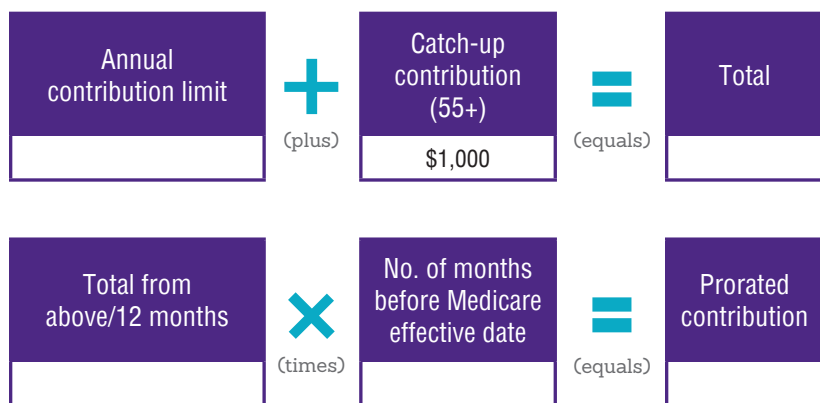 Annual
contribution limit
+
(plus)
Catch-up
contribution
(55+)
$1,000
=
(equals)
Total
Total from
above/12 months
×
(times)
No. of months
before Medicare
effective date
=
(equals)
Prorated
contribution